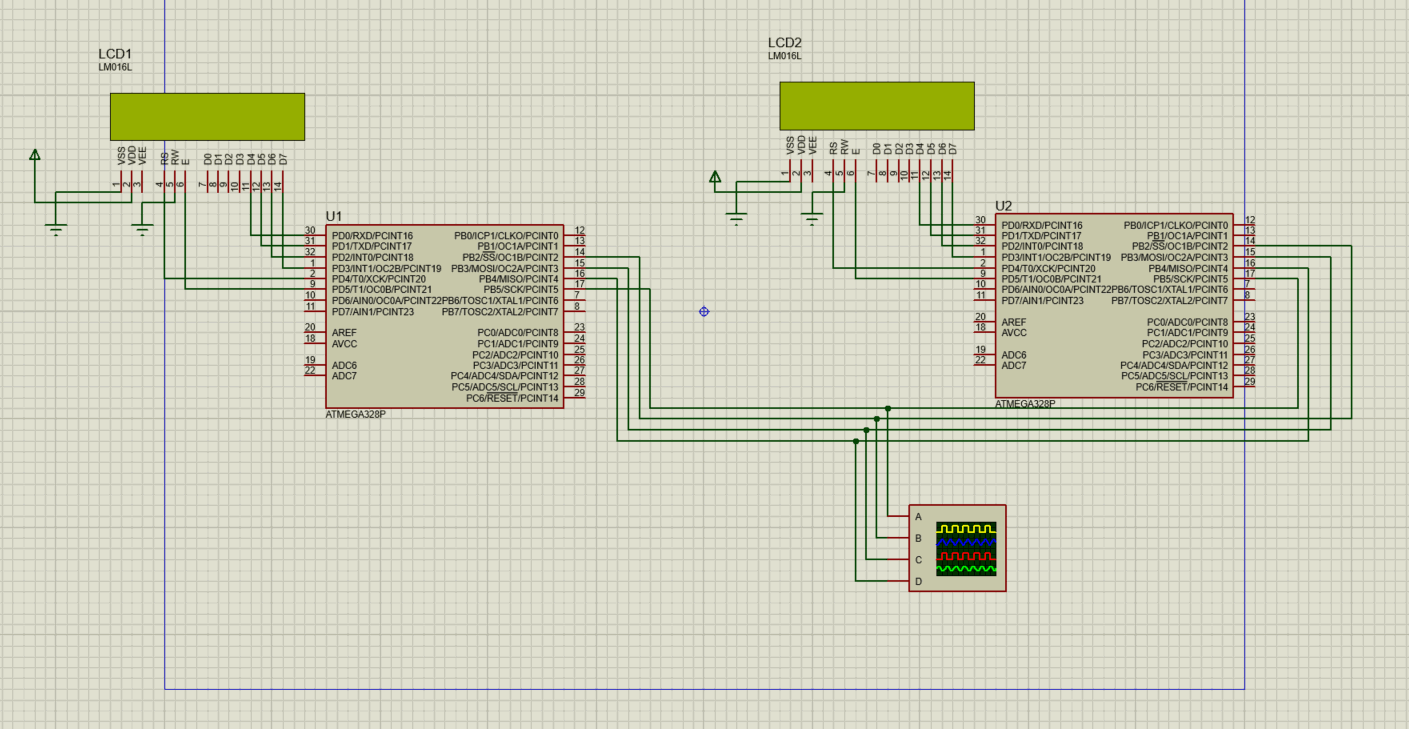 LCD1
LM016L
VSS VDD VEE RS RW E D0 D1 D2 D3 D4 D5 D6 D7
1 2 3 4 5 6 7 8 9 10 11 12 13 14
LCD2
LM016L
VSS VDD VEE RS RW E D0 D1 D2 D3 D4 D5 D6 D7
1 2 3 4 5 6 7 8 9 10 11 12 13 14
U1
30 PD0/RXD/PCINT16 PB0/ICP1/CLKO/PCINT0 12
31 PD1/TXD/PCINT17 PB1/OC1A/PCINT1 13
32 PD2/INT0/PCINT18 PB2/SS/OC1B/PCINT2 14
1 PD3/INT1/OC2B/PCINT19 PB3/MOSI/OC2A/PCINT3 15
2 PD4/T0/XCK/PCINT20 PB4/MISO/PCINT4 16
9 PD5/T1/OC0B/PCINT21 PB5/SCK/PCINT5 17
10 PD6/AIN0/OC0A/PCINT22 PB6/TOSC1/XTAL1/PCINT6 7
11 PD7/AIN1/PCINT23 PB7/TOSC2/XTAL2/PCINT7 8
20 AREF PC0/ADC0/PCINT8 23
18 AVCC PC1/ADC1/PCINT9 24
PC2/ADC2/PCINT10 25
19 ADC6 PC3/ADC3/PCINT11 26
22 ADC7 PC4/ADC4/SDA/PCINT12 27
PC5/ADC5/SCL/PCINT13 28
PC6/RESET/PCINT14 29
ATMEGA328P
U2
30 PD0/RXD/PCINT16 PB0/ICP1/CLKO/PCINT0 12
31 PD1/TXD/PCINT17 PB1/OC1A/PCINT1 13
32 PD2/INT0/PCINT18 PB2/SS/OC1B/PCINT2 14
1 PD3/INT1/OC2B/PCINT19 PB3/MOSI/OC2A/PCINT3 15
2 PD4/T0/XCK/PCINT20 PB4/MISO/PCINT4 16
9 PD5/T1/OC0B/PCINT21 PB5/SCK/PCINT5 17
10 PD6/AIN0/OC0A/PCINT22 PB6/TOSC1/XTAL1/PCINT6 7
11 PD7/AIN1/PCINT23 PB7/TOSC2/XTAL2/PCINT7 8
20 AREF PC0/ADC0/PCINT8 23
18 AVCC PC1/ADC1/PCINT9 24
PC2/ADC2/PCINT10 25
19 ADC6 PC3/ADC3/PCINT11 26
22 ADC7 PC4/ADC4/SDA/PCINT12 27
PC5/ADC5/SCL/PCINT13 28
PC6/RESET/PCINT14 29
ATMEGA328P
A
B
C
D